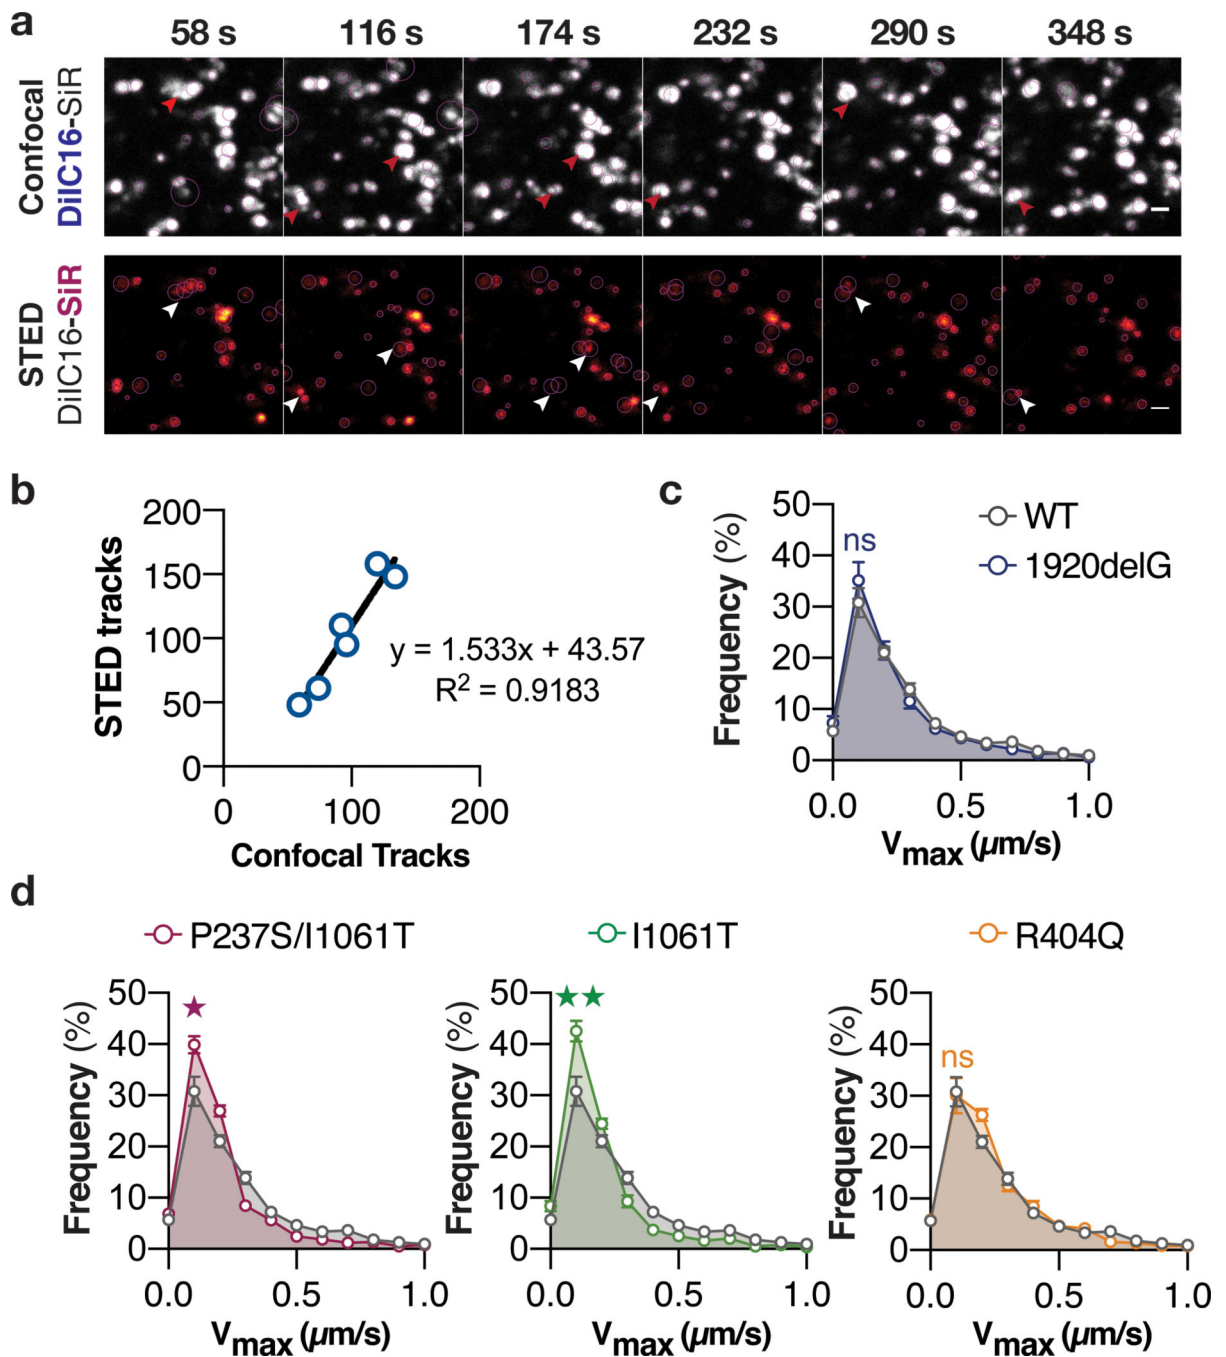 a
58 s 116 s 174 s 232 s 290 s 348 s
Confocal
DilC16-SiR
STED
DilC16-SiR
b
200
150
100
50
0
STED tracks
y = 1.533x + 43.57
R² = 0.9183
0 100 200
Confocal Tracks
c
50
40
30
20
10
0
Frequency (%)
ns
WT
1920delG
0.0 0.5 1.0
Vmax (µm/s)
d
P237S/I1061T
50
40
30
20
10
0
Frequency (%)
★
0.0 0.5 1.0
Vmax (µm/s)
I1061T
50
40
30
20
10
0
Frequency (%)
★ ★
0.0 0.5 1.0
Vmax (µm/s)
R404Q
50
40
30
20
10
0
Frequency (%)
ns
0.0 0.5 1.0
Vmax (µm/s)